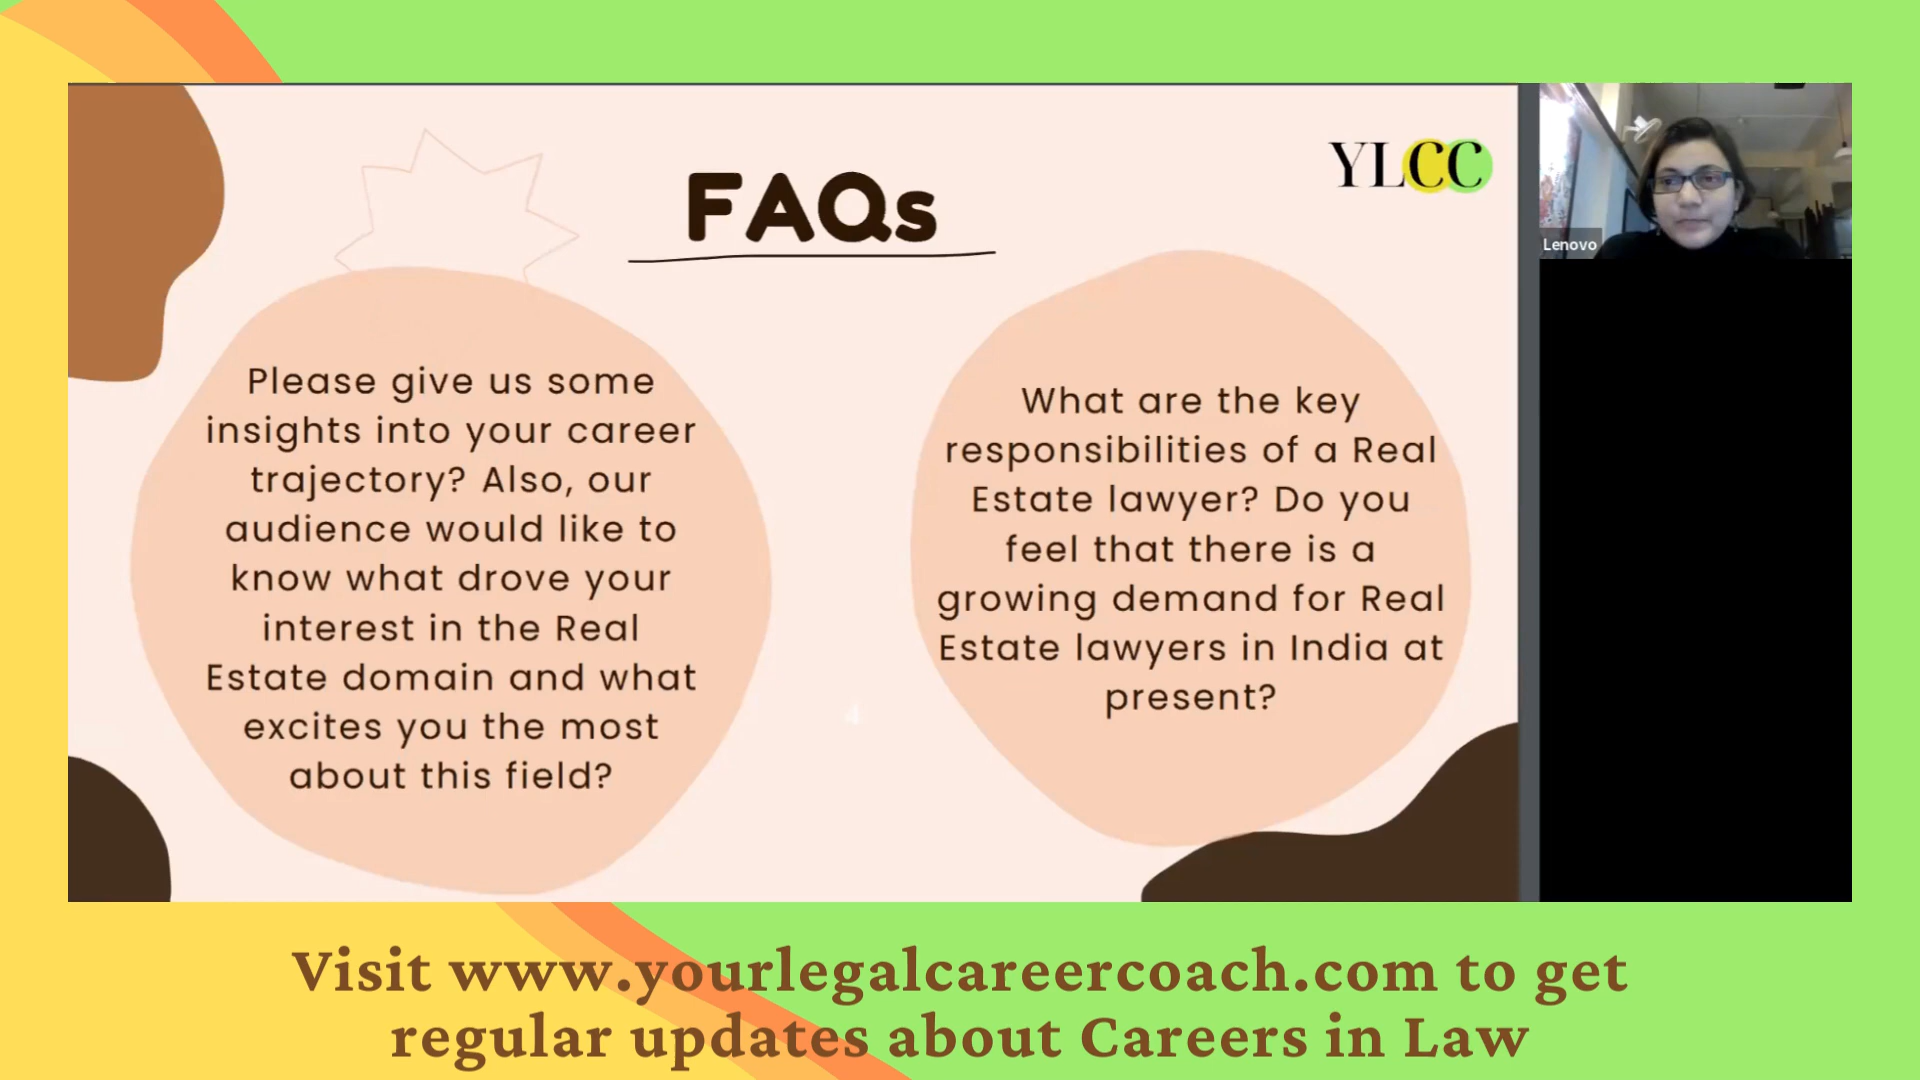 FAQs
YLCC
Lenovo
Please give us some
insights into your career
trajectory? Also, our
audience would like to
know what drove your
interest in the Real
Estate domain and what
excites you the most
about this field?
What are the key
responsibilities of a Real
Estate lawyer? Do you
feel that there is a
growing demand for Real
Estate lawyers in India at
present?
Visit www.yourlegalcareercoach.com to get
regular updates about Careers in Law